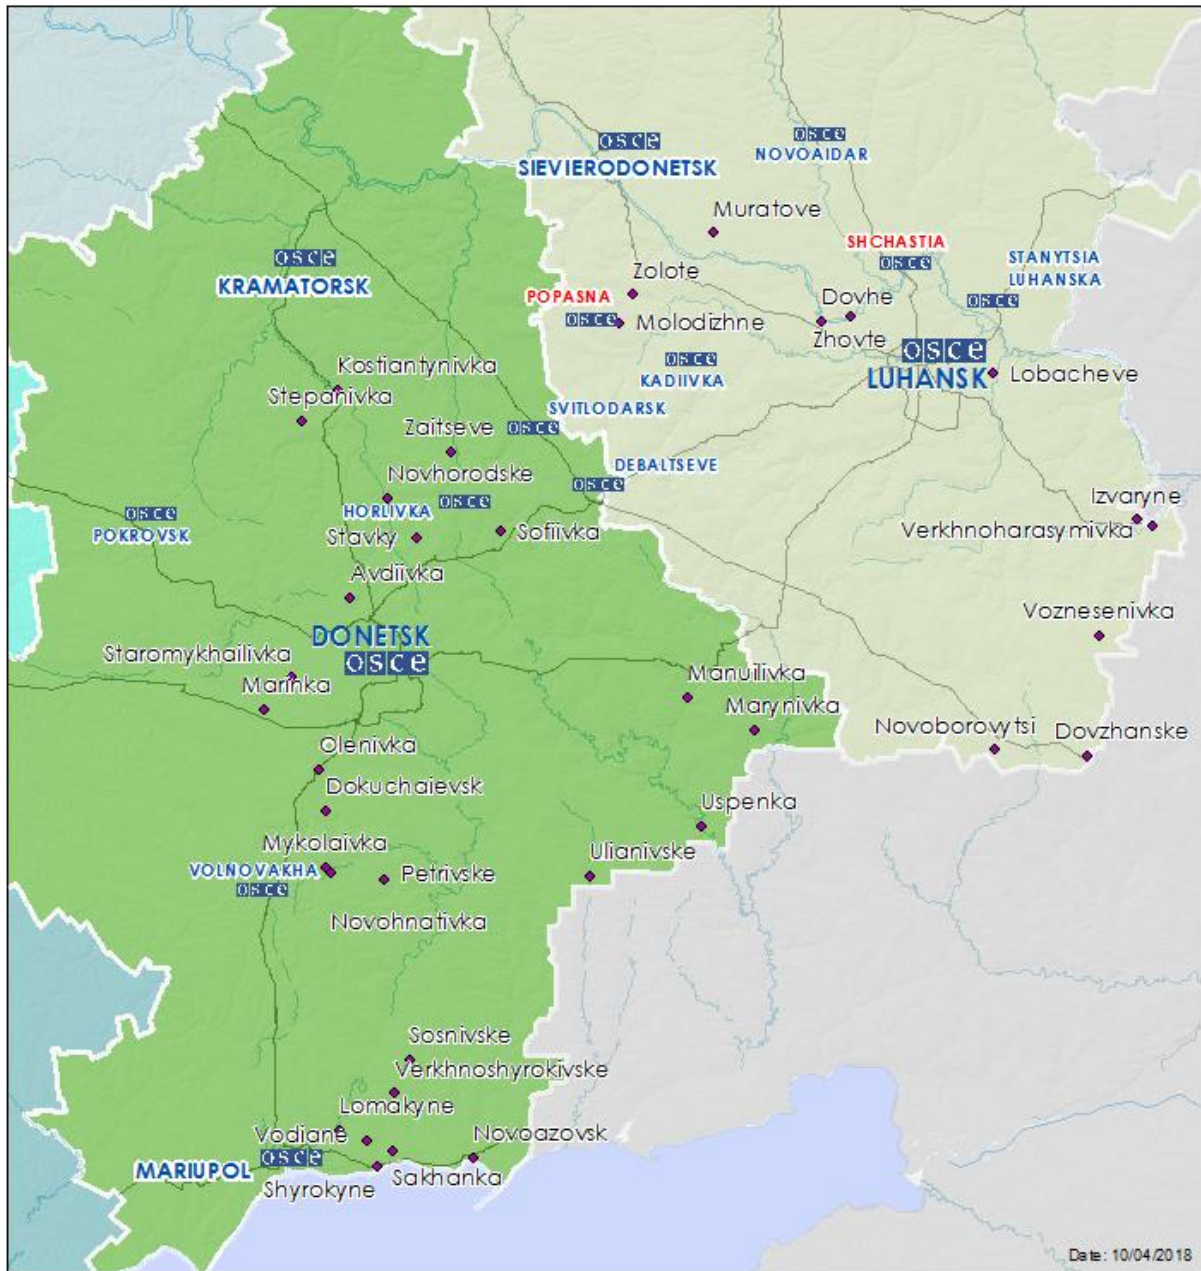 osce
SIEVIERODONETSK
osce
NOVOAIDAR
Muratove
SHCHASTIA
osce
STANYTSIA
LUHANSKA
osce
osce
KRAMATORSK
Zolote
POPASNA
osce
Molodizhne
Dovhe
Zhovte
osce
LUHANSK
Lobacheve
osce
KADIIVKA
Kostiantynivka
Stepanivka
SVITLODARSK
osce
Zaitseve
DEBALTSEVE
osce
Novhorodske
HORLIVKA
osce
osce
POKROVSK
Stavky
Sofiivka
Izvaryne
Verkhnoharasymivka
Avdiivka
DONETSK
osce
Voznesenivka
Staromykhailivka
Marinka
Manuilivka
Marynivka
Novoborovytsi
Dovzhanske
Olenivka
Dokuchaievsk
Uspenka
Mykolaivka
VOLNOVAKHA
osce
Petrivske
Ulianivske
Novohnativka
Sosnivske
Verkhnoshyrokivske
Lomakyne
Vodiane
Novoazovsk
MARIUPOL
osce
Sakhanka
Shyrokyne
Date: 10/04/2018